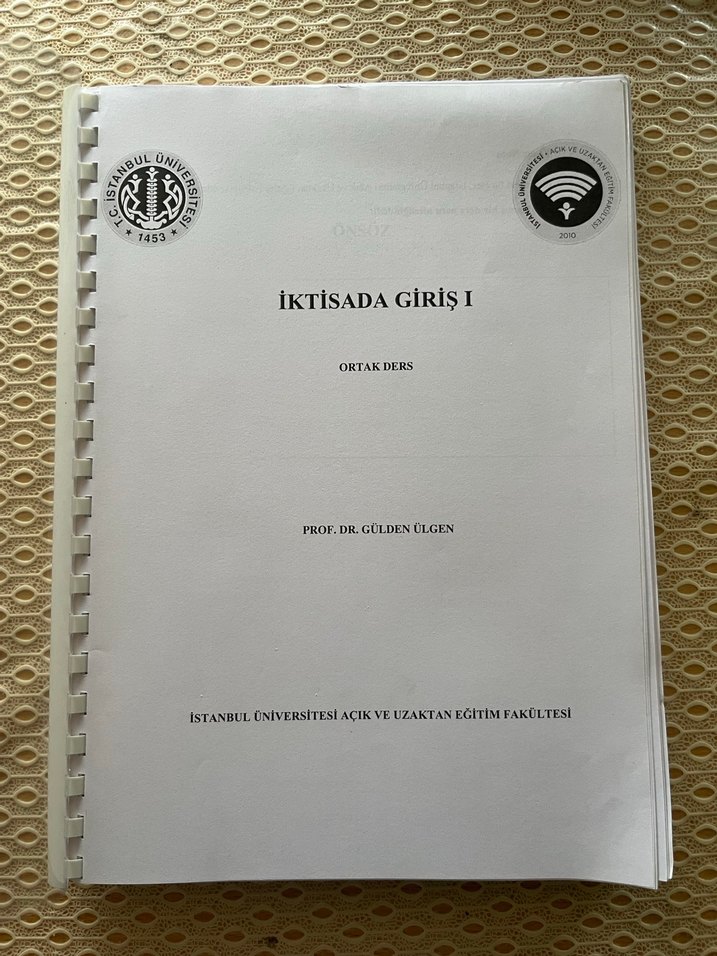 T.C. İSTANBUL ÜNİVERSİTESİ
★ 1453 ★
İSTANBUL ÜNİVERSİTESİ • AÇIK VE UZAKTAN EĞİTİM FAKÜLTESİ
2010
ÖNSÖZ
İKTİSADA GİRİŞ I
ORTAK DERS
PROF. DR. GÜLDEN ÜLGEN
İSTANBUL ÜNİVERSİTESİ AÇIK VE UZAKTAN EĞİTİM FAKÜLTESİ